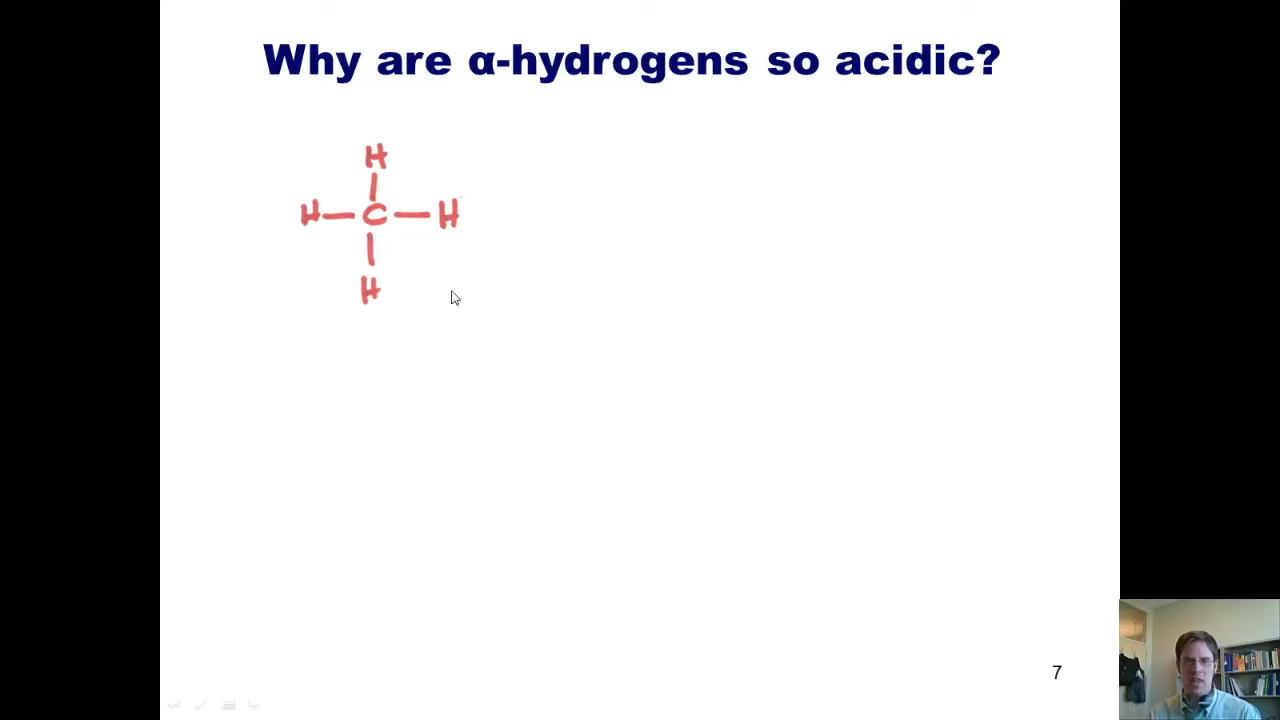 Why are α-hydrogens so acidic?
H
H — C — H
H
7